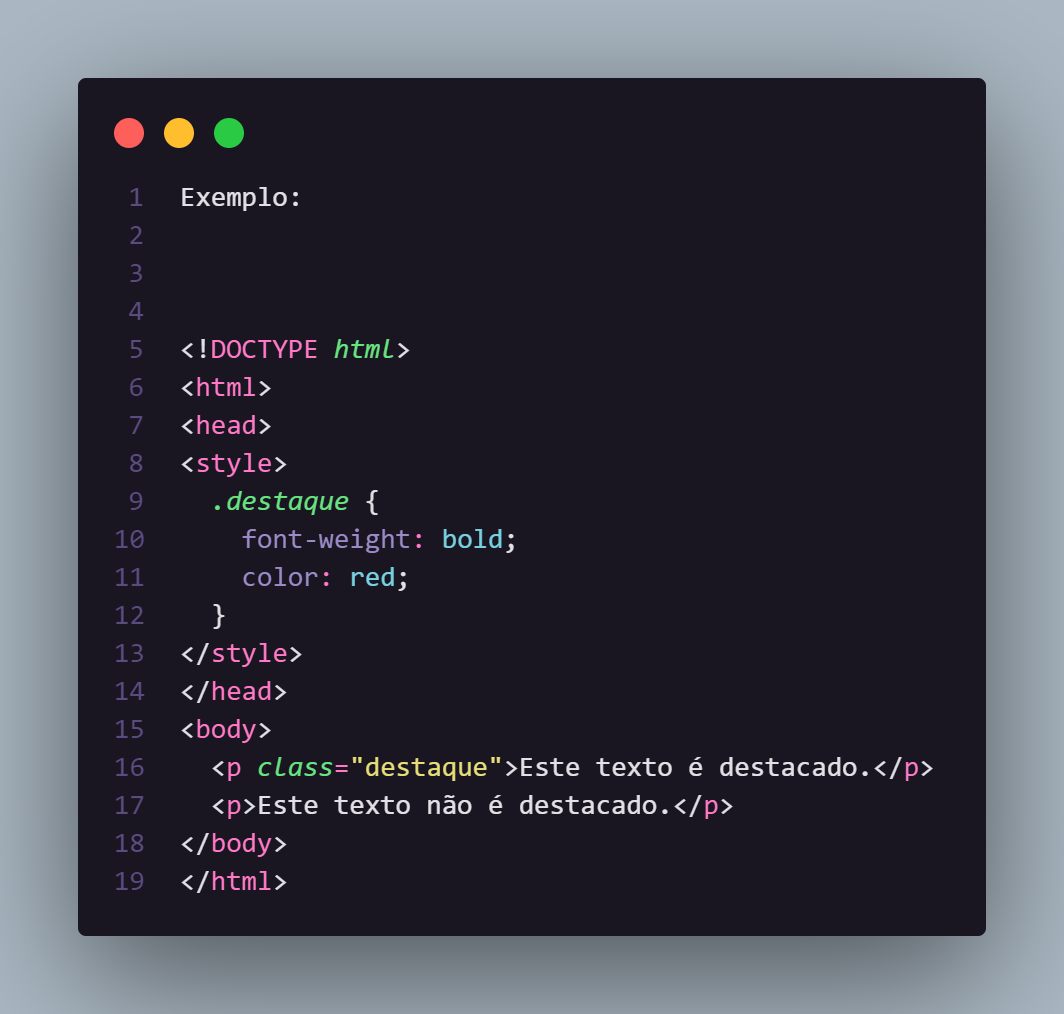 1 Exemplo:
2
3
4
5 <!DOCTYPE html>
6 <html>
7 <head>
8 <style>
9   .destaque {
10     font-weight: bold;
11     color: red;
12   }
13 </style>
14 </head>
15 <body>
16   <p class="destaque">Este texto é destacado.</p>
17   <p>Este texto não é destacado.</p>
18 </body>
19 </html>